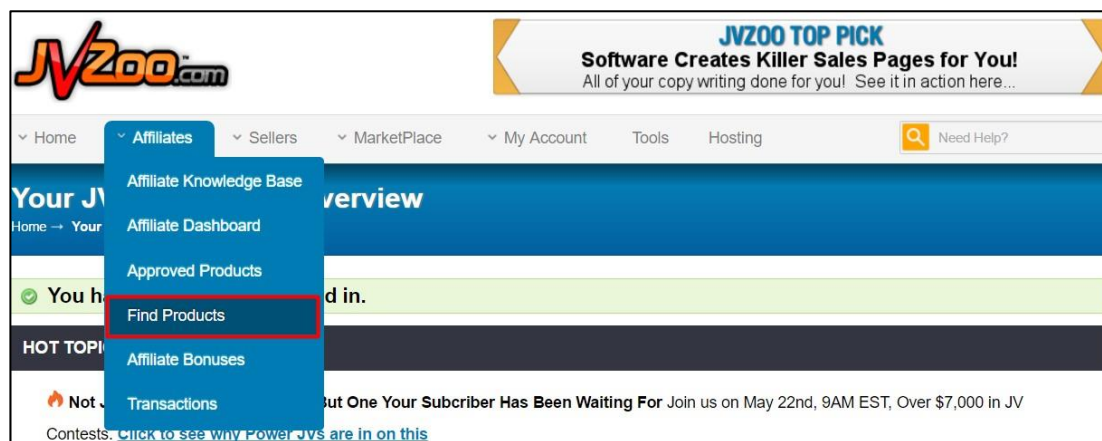 JVZoo.com™
JVZOO TOP PICK
Software Creates Killer Sales Pages for You!
All of your copy writing done for you! See it in action here...
Home Affiliates Sellers MarketPlace My Account Tools Hosting Need Help?
Affiliate Knowledge Base
Your JV verview
Affiliate Dashboard
Home → Your
Approved Products
You h d in.
Find Products
HOT TOPI
Affiliate Bonuses
Not But One Your Subcriber Has Been Waiting For Join us on May 22nd, 9AM EST, Over $7,000 in JV
Transactions
Contests. Click to see why Power JVs are in on this